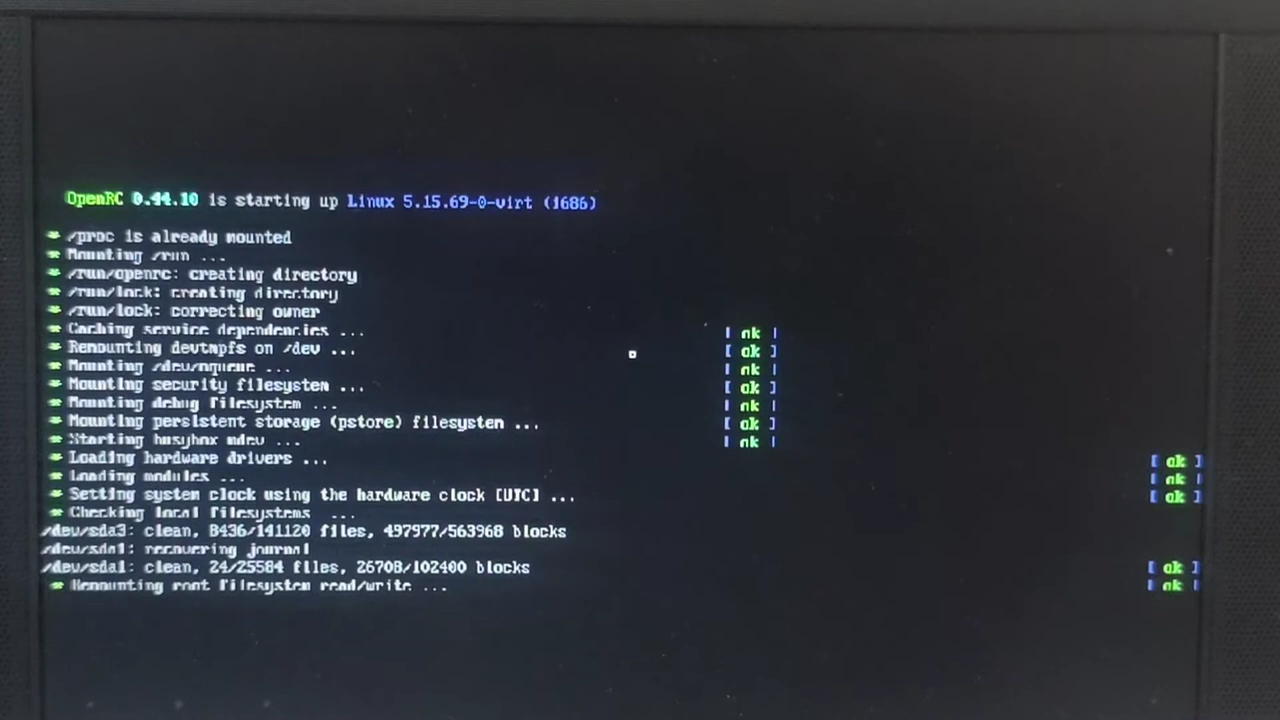 OpenRC 0.44.10 is starting up Linux 5.15.69-0-virt (i686)
* /proc is already mounted
* Mounting /run ...
* /run/openrc: creating directory
* /run/lock: creating directory
* /run/lock: correcting owner
* Caching service dependencies ... [ ok ]
* Remounting devtmpfs on /dev ... [ ok ]
* Mounting /dev/mqueue ... [ ok ]
* Mounting security filesystem ... [ ok ]
* Mounting debug filesystem ... [ ok ]
* Mounting persistent storage (pstore) filesystem ... [ ok ]
* Starting busybox mdev ... [ ok ]
* Loading hardware drivers ... [ ok ]
* Loading modules ... [ ok ]
* Setting system clock using the hardware clock [UTC] ... [ ok ]
* Checking local filesystems ...
/dev/sda3: clean, 8436/141120 files, 497977/563968 blocks
/dev/sda1: recovering journal
/dev/sda1: clean, 24/25584 files, 26708/102400 blocks [ ok ]
* Remounting root filesystem read/write ... [ ok ]